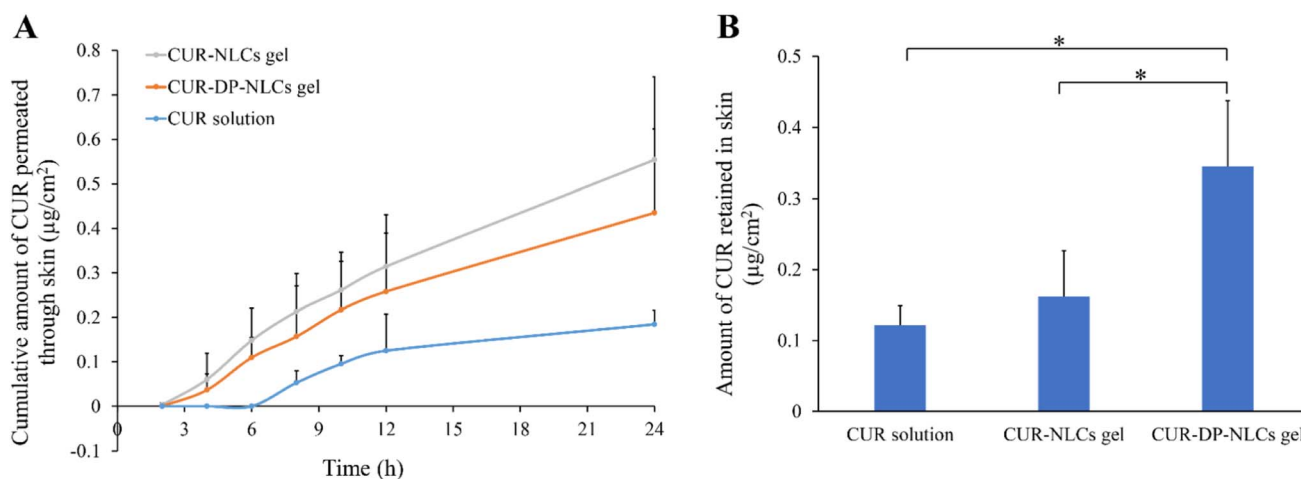 A
Cumulative amount of CUR permeated
through skin (µg/cm²)
0.8
0.7
0.6
0.5
0.4
0.3
0.2
0.1
0
-0.1
CUR-NLCs gel
CUR-DP-NLCs gel
CUR solution
0 3 6 9 12 15 18 21 24
Time (h)
B
Amount of CUR retained in skin
(µg/cm²)
0.5
0.4
0.3
0.2
0.1
0
*
*
CUR solution CUR-NLCs gel CUR-DP-NLCs gel